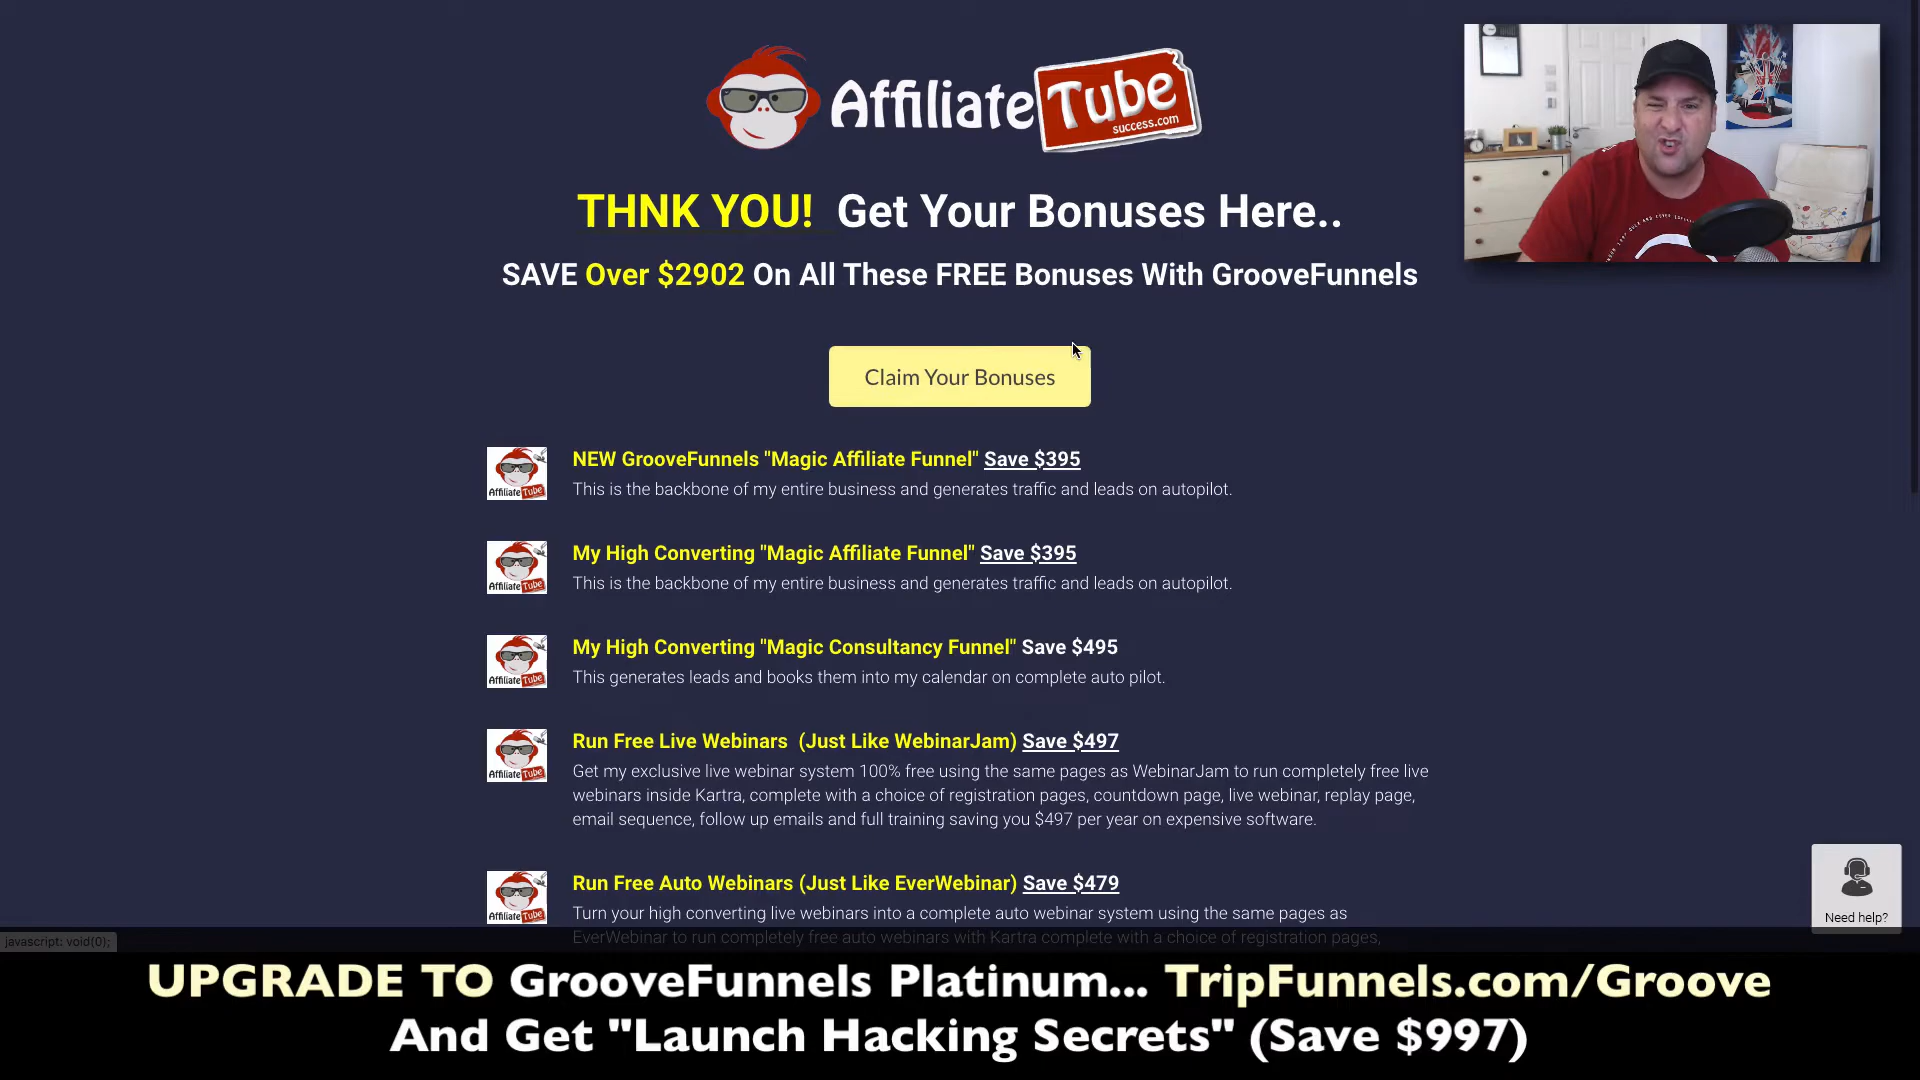 Affiliate Tube
success.com
THNK YOU! Get Your Bonuses Here..
SAVE Over $2902 On All These FREE Bonuses With GrooveFunnels
Claim Your Bonuses
Affiliate Tube
NEW GrooveFunnels "Magic Affiliate Funnel" Save $395
This is the backbone of my entire business and generates traffic and leads on autopilot.
Affiliate Tube
My High Converting "Magic Affiliate Funnel" Save $395
This is the backbone of my entire business and generates traffic and leads on autopilot.
Affiliate Tube
My High Converting "Magic Consultancy Funnel" Save $495
This generates leads and books them into my calendar on complete auto pilot.
Affiliate Tube
Run Free Live Webinars (Just Like WebinarJam) Save $497
Get my exclusive live webinar system 100% free using the same pages as WebinarJam to run completely free live
webinars inside Kartra, complete with a choice of registration pages, countdown page, live webinar, replay page,
email sequence, follow up emails and full training saving you $497 per year on expensive software.
Affiliate Tube
Run Free Auto Webinars (Just Like EverWebinar) Save $479
Turn your high converting live webinars into a complete auto webinar system using the same pages as
EverWebinar to run completely free auto webinars with Kartra complete with a choice of registration pages,
Need help?
javascript: void(0);
UPGRADE TO GrooveFunnels Platinum... TripFunnels.com/Groove
And Get "Launch Hacking Secrets" (Save $997)